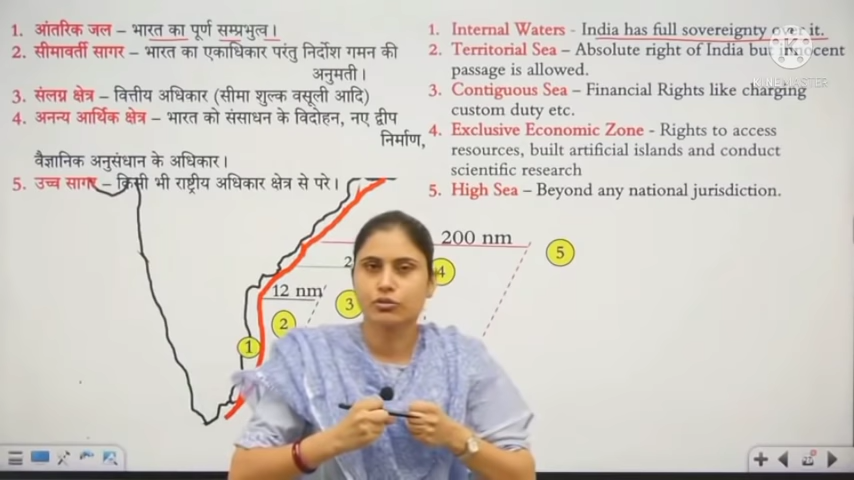 1. आंतरिक जल – भारत का पूर्ण सम्प्रभुत्व ।
2. सीमावर्ती सागर – भारत का एकाधिकार परंतु निर्दोश गमन की
अनुमती ।
3. संलग्न क्षेत्र – वित्तीय अधिकार (सीमा शुल्क वसूली आदि)
4. अनन्य आर्थिक क्षेत्र – भारत को संसाधन के विदोहन, नए द्वीप
निर्माण,
वैज्ञानिक अनुसंधान के अधिकार ।
5. उच्च सागर – किसी भी राष्ट्रीय अधिकार क्षेत्र से परे ।
1. Internal Waters - India has full sovereignty over it.
2. Territorial Sea – Absolute right of India but innocent
passage is allowed.
3. Contiguous Sea – Financial Rights like charging
custom duty etc.
4. Exclusive Economic Zone - Rights to access
resources, built artificial islands and conduct
scientific research
5. High Sea – Beyond any national jurisdiction.
KINEMASTER
200 nm
5
2
4
12 nm
3
2
1